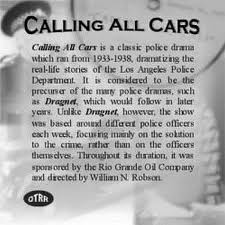 CALLING ALL CARS
Calling All Cars is a classic police drama
which ran from 1933-1938, dramatizing the
real-life stories of the Los Angeles Police
Department. It is considered to be the
precurser of the many police dramas, such
as Dragnet, which would follow in later
years. Unlike Dragnet, however, the show
was based around different police officers
each week, focusing mainly on the solution
to the crime, rather than on the officers
themselves. Throughout its duration, it was
sponsored by the Rio Grande Oil Company
and directed by William N. Robson.
OTRR